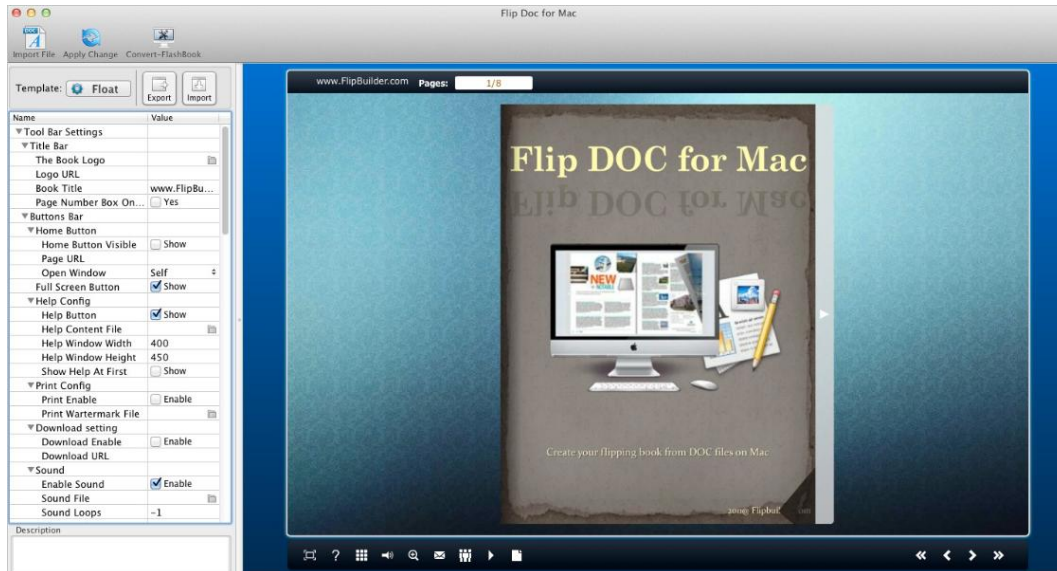 Flip Doc for Mac
Import File Apply Change Convert-FlashBook
Template: Float Export Import
Name Value
Tool Bar Settings
Title Bar
The Book Logo
Logo URL
Book Title www.FlipBu...
Page Number Box On... Yes
Buttons Bar
Home Button
Home Button Visible Show
Page URL
Open Window Self
Full Screen Button Show
Help Config
Help Button Show
Help Content File
Help Window Width 400
Help Window Height 450
Show Help At First Show
Print Config
Print Enable Enable
Print Wartermark File
Download setting
Download Enable Enable
Download URL
Sound
Enable Sound Enable
Sound File
Sound Loops -1
Description
www.FlipBuilder.com Pages: 1/8
Flip DOC for Mac
NEW
Create your flipping book from DOC files on Mac